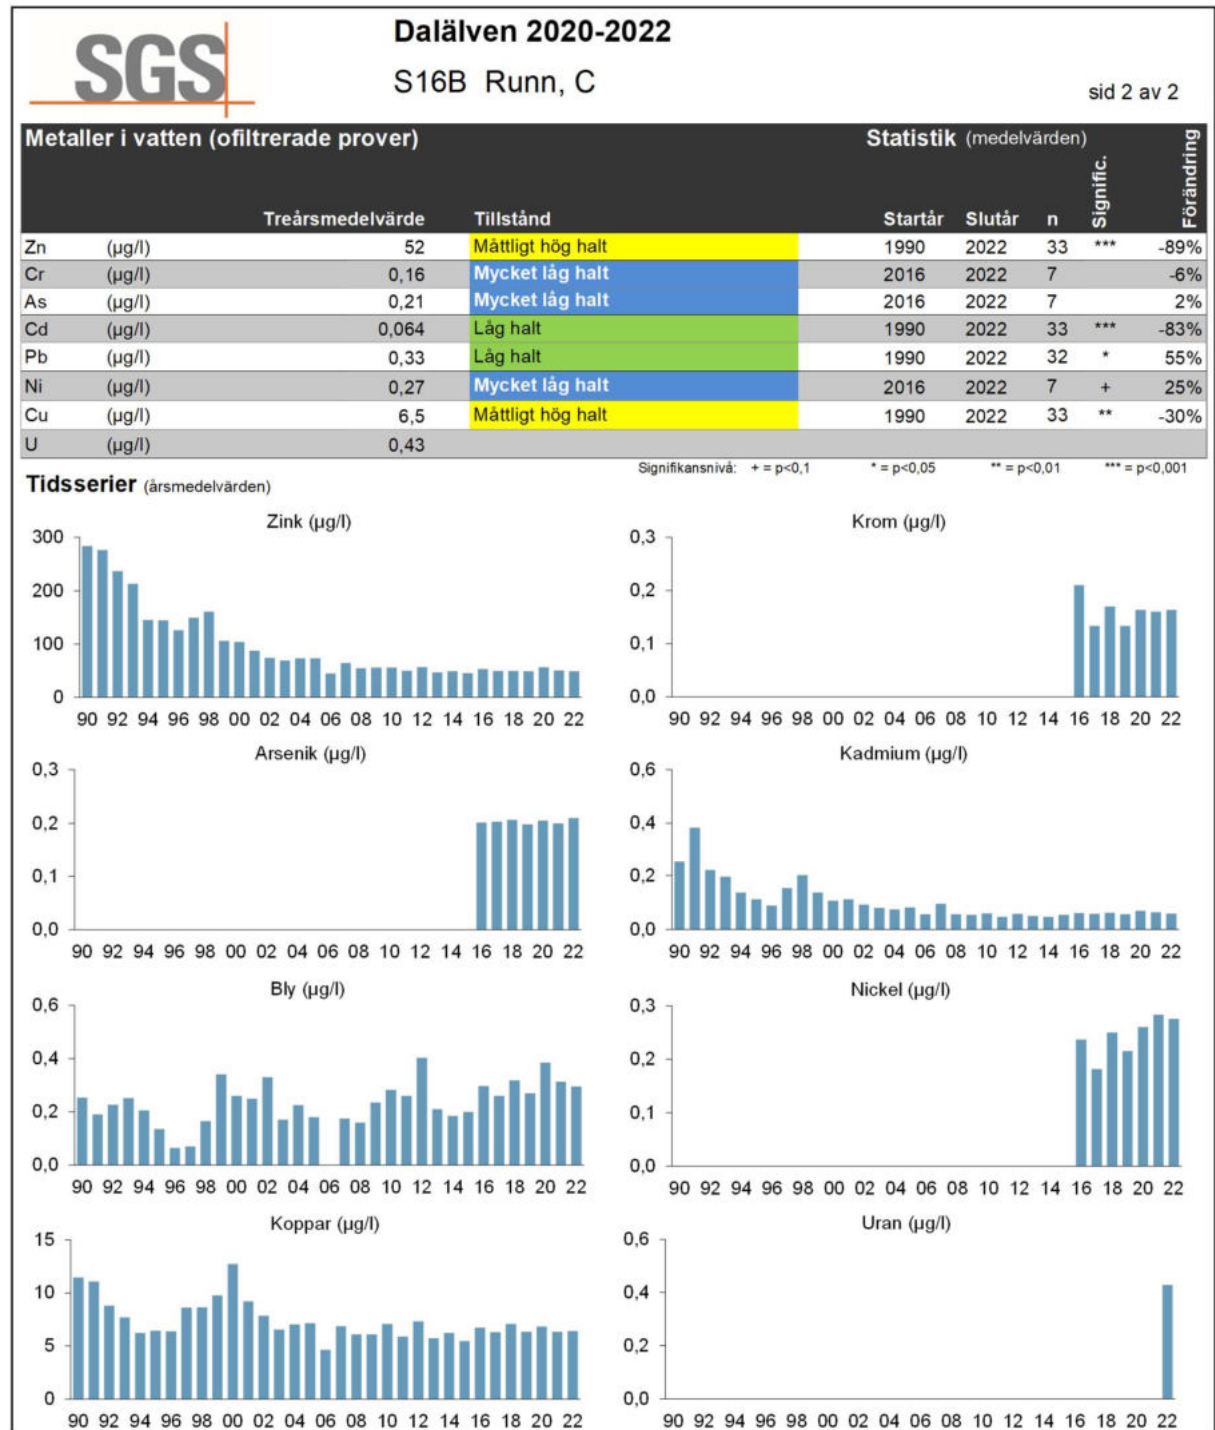 SGS
Dalälven 2020-2022
S16B Runn, C
sid 2 av 2
Metaller i vatten (ofiltrerade prover) Statistik (medelvärden)
Treårsmedelvärde Tillstånd Startår Slutår n Signific. Förändring
Zn (µg/l) 52 Måttligt hög halt 1990 2022 33 *** -89%
Cr (µg/l) 0,16 Mycket låg halt 2016 2022 7 -6%
As (µg/l) 0,21 Mycket låg halt 2016 2022 7 2%
Cd (µg/l) 0,064 Låg halt 1990 2022 33 *** -83%
Pb (µg/l) 0,33 Låg halt 1990 2022 32 * 55%
Ni (µg/l) 0,27 Mycket låg halt 2016 2022 7 + 25%
Cu (µg/l) 6,5 Måttligt hög halt 1990 2022 33 ** -30%
U (µg/l) 0,43
Signifikansnivå: + = p<0,1 * = p<0,05 ** = p<0,01 *** = p<0,001
Tidsserier (årsmedelvärden)
Zink (µg/l)
300
200
100
0
90 92 94 96 98 00 02 04 06 08 10 12 14 16 18 20 22
Krom (µg/l)
0,3
0,2
0,1
0,0
90 92 94 96 98 00 02 04 06 08 10 12 14 16 18 20 22
Arsenik (µg/l)
0,3
0,2
0,1
0,0
90 92 94 96 98 00 02 04 06 08 10 12 14 16 18 20 22
Kadmium (µg/l)
0,6
0,4
0,2
0,0
90 92 94 96 98 00 02 04 06 08 10 12 14 16 18 20 22
Bly (µg/l)
0,6
0,4
0,2
0,0
90 92 94 96 98 00 02 04 06 08 10 12 14 16 18 20 22
Nickel (µg/l)
0,3
0,2
0,1
0,0
90 92 94 96 98 00 02 04 06 08 10 12 14 16 18 20 22
Koppar (µg/l)
15
10
5
0
90 92 94 96 98 00 02 04 06 08 10 12 14 16 18 20 22
Uran (µg/l)
0,6
0,4
0,2
0,0
90 92 94 96 98 00 02 04 06 08 10 12 14 16 18 20 22